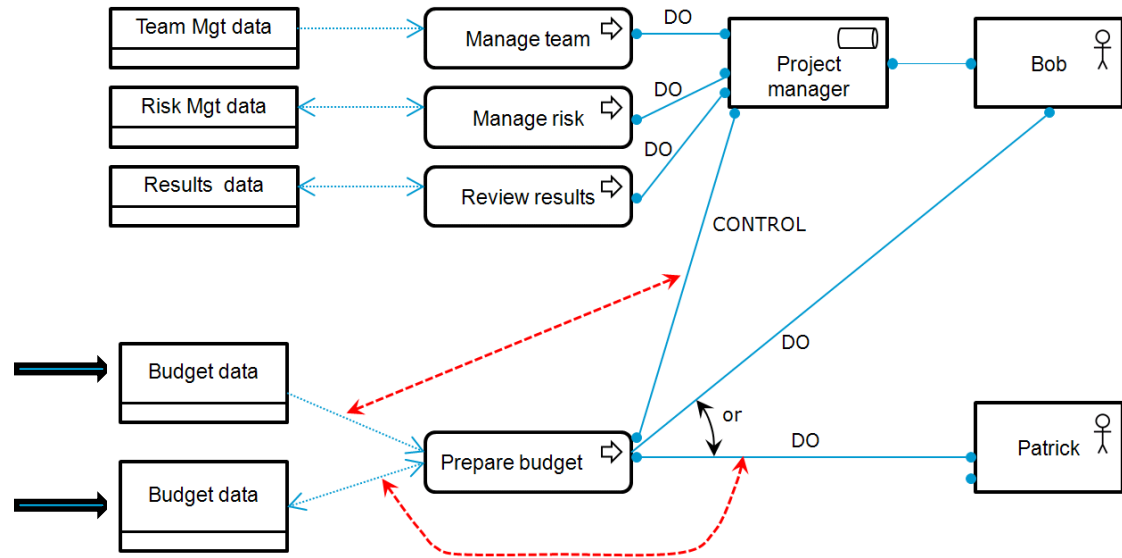 Team Mgt data
Manage team
DO
Project
manager
Bob
Risk Mgt data
Manage risk
DO
Results  data
Review results
DO
CONTROL
DO
Budget data
or
Prepare budget
DO
Patrick
Budget data